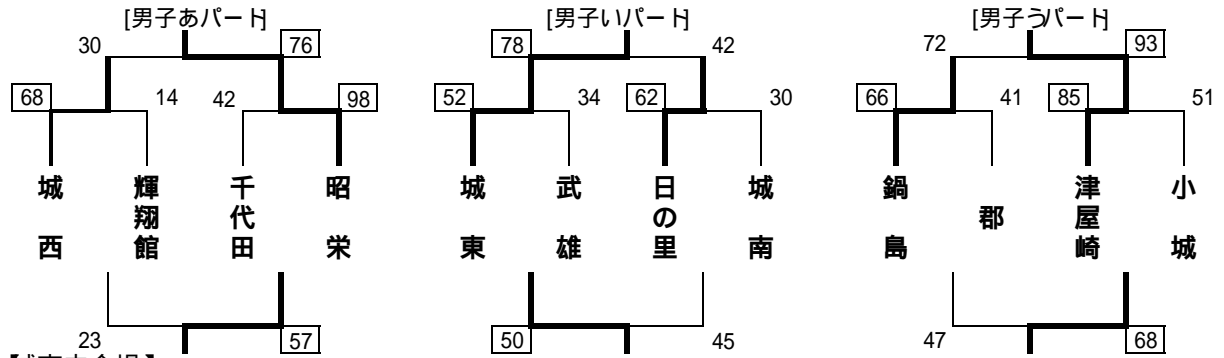 [男子あパート]
[男子いパート]
[男子うパート]
30
76
78
42
72
93
68
14
42
98
52
34
62
30
66
41
85
51
城西
輝翔館
千代田
昭栄
城東
武雄
日の里
城南
鍋島
郡
津屋崎
小城
23
57
50
45
47
68